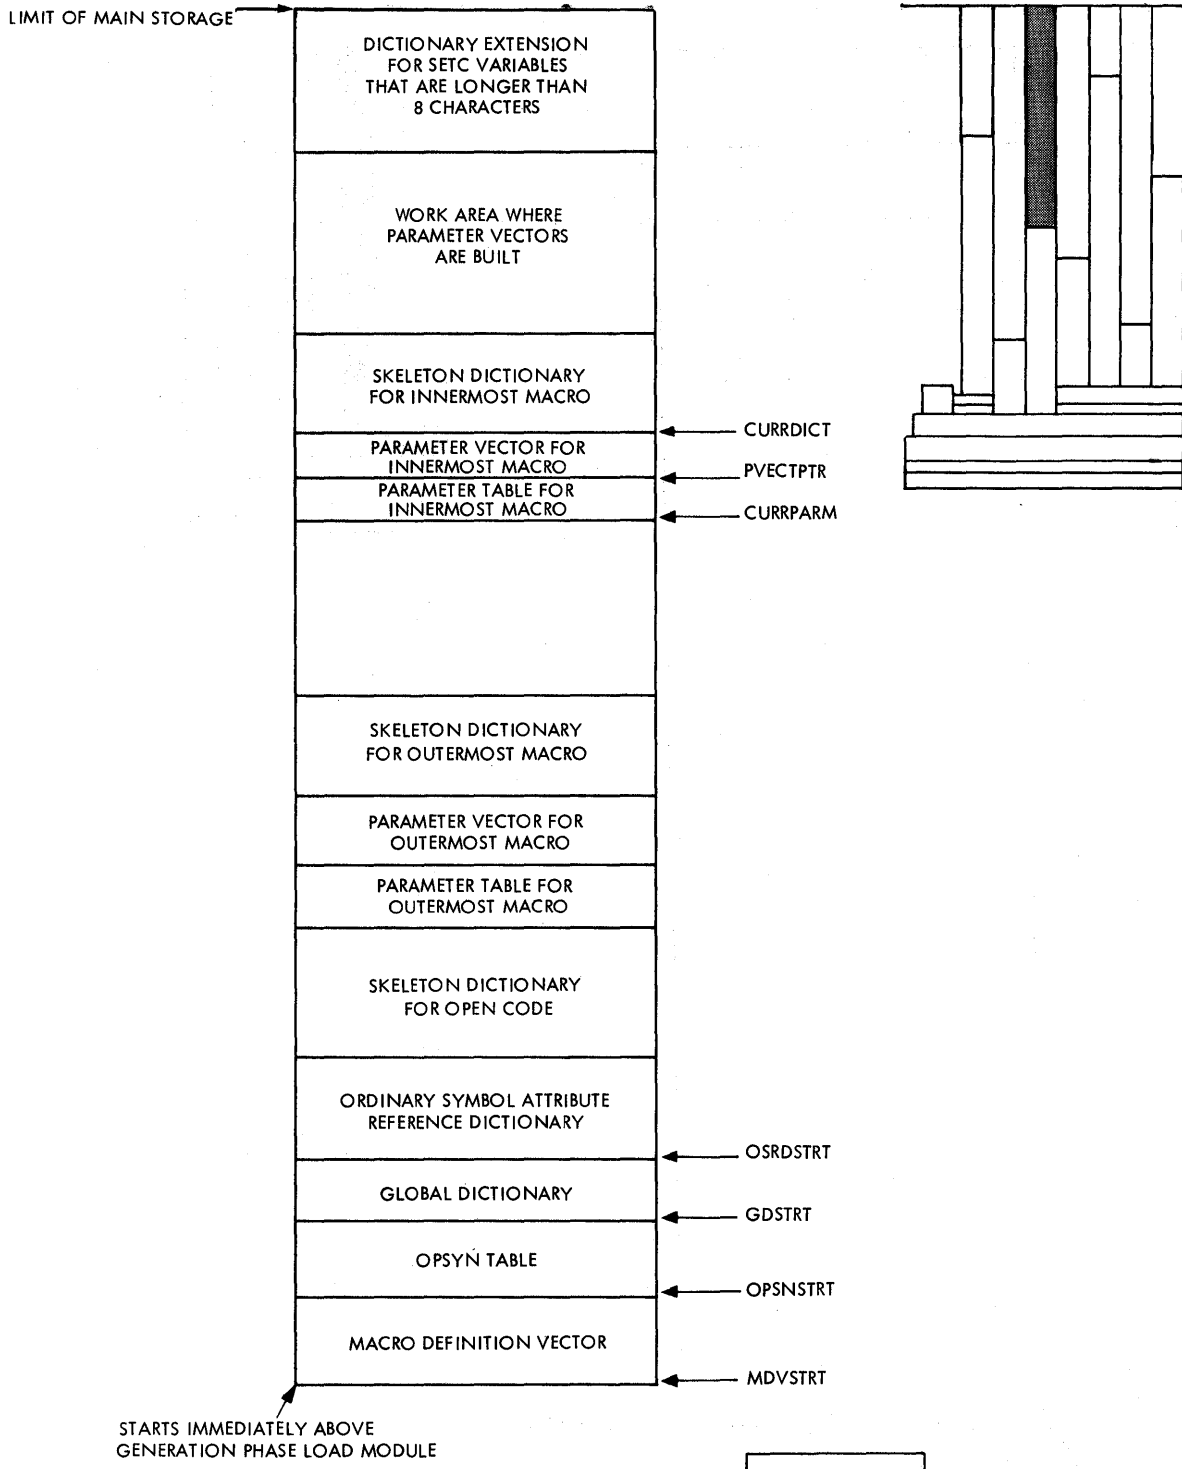 LIMIT OF MAIN STORAGE
DICTIONARY EXTENSION
FOR SETC VARIABLES
THAT ARE LONGER THAN
8 CHARACTERS
WORK AREA WHERE
PARAMETER VECTORS
ARE BUILT
SKELETON DICTIONARY
FOR INNERMOST MACRO
CURRDICT
PARAMETER VECTOR FOR
INNERMOST MACRO
PVECTPTR
PARAMETER TABLE FOR
INNERMOST MACRO
CURRPARM
SKELETON DICTIONARY
FOR OUTERMOST MACRO
PARAMETER VECTOR FOR
OUTERMOST MACRO
PARAMETER TABLE FOR
OUTERMOST MACRO
SKELETON DICTIONARY
FOR OPEN CODE
ORDINARY SYMBOL ATTRIBUTE
REFERENCE DICTIONARY
OSRDSTRT
GLOBAL DICTIONARY
GDSTRT
OPSYN TABLE
OPSNSTRT
MACRO DEFINITION VECTOR
MDVSTRT
STARTS IMMEDIATELY ABOVE
GENERATION PHASE LOAD MODULE